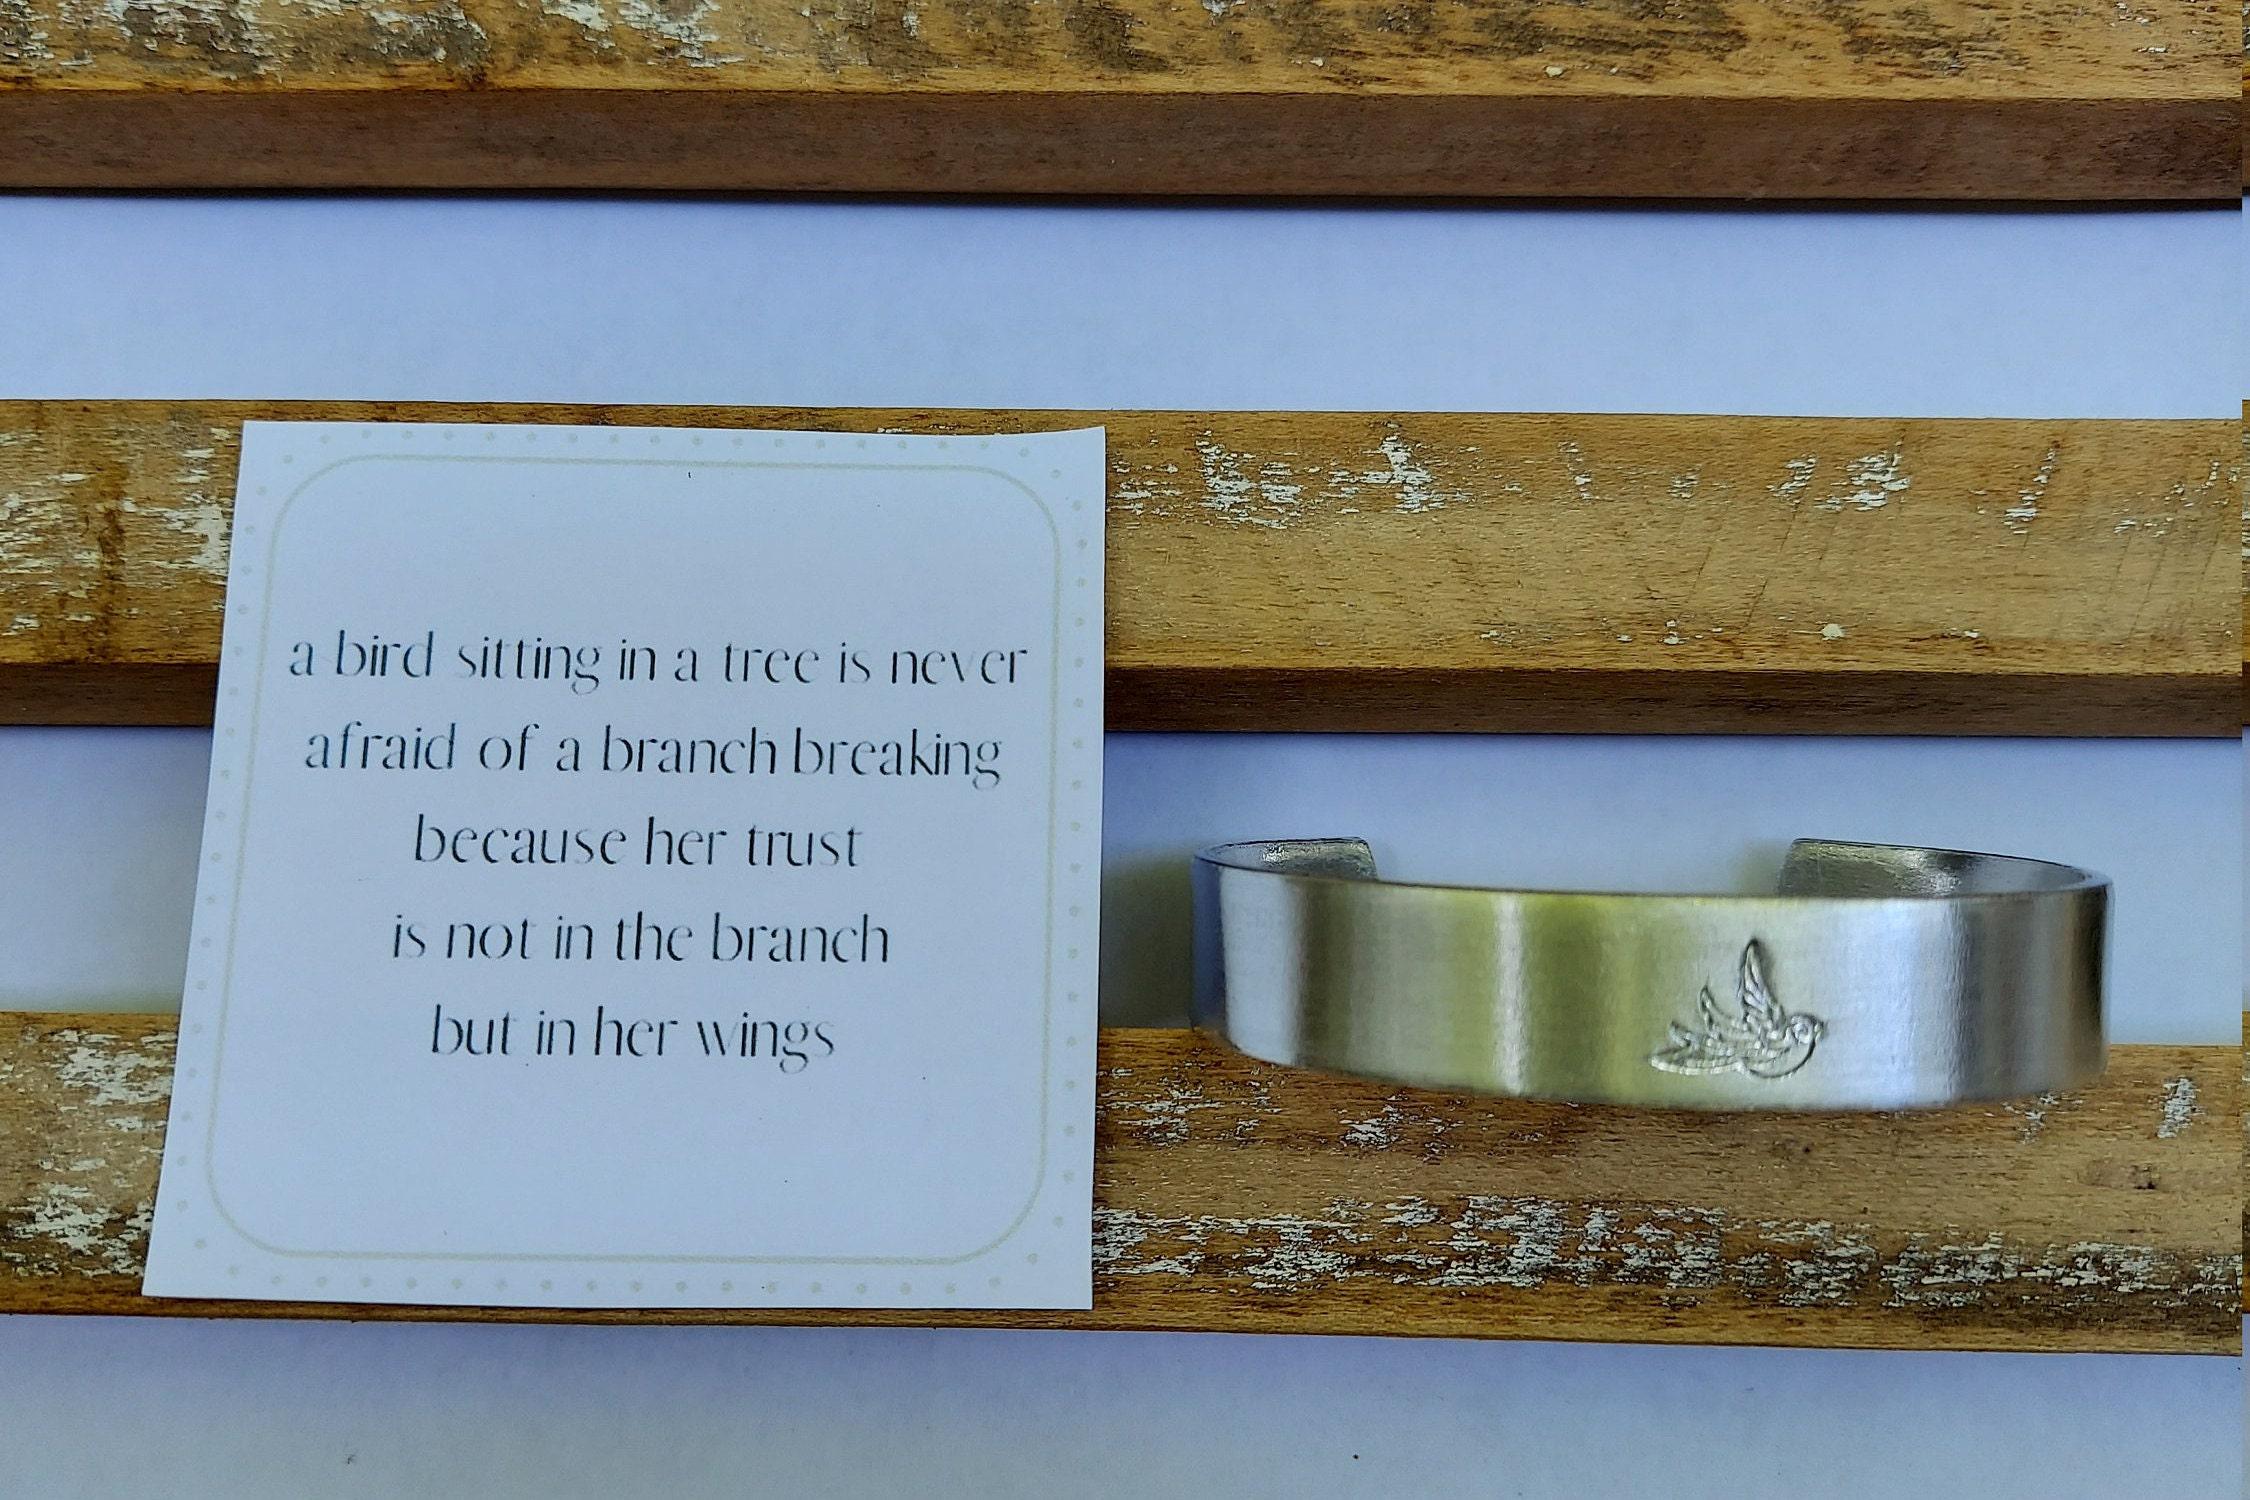 a bird sitting in a tree is never
afraid of a branch breaking
because her trust
is not in the branch
but in her wings